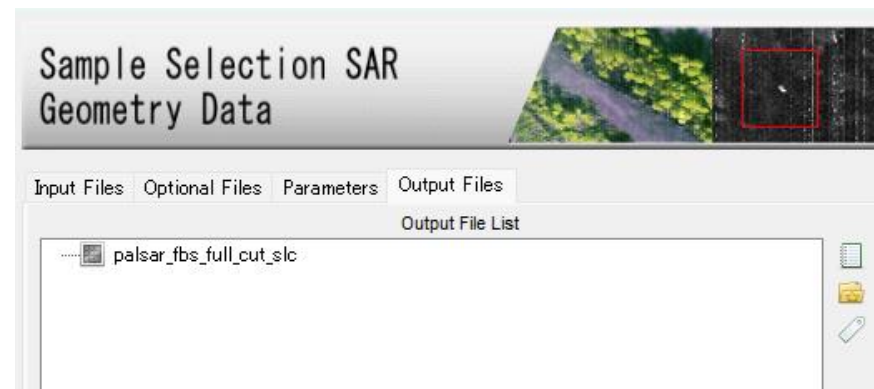 Sample Selection SAR
Geometry Data
Input Files Optional Files Parameters Output Files
Output File List
palsar_fbs_full_cut_slc